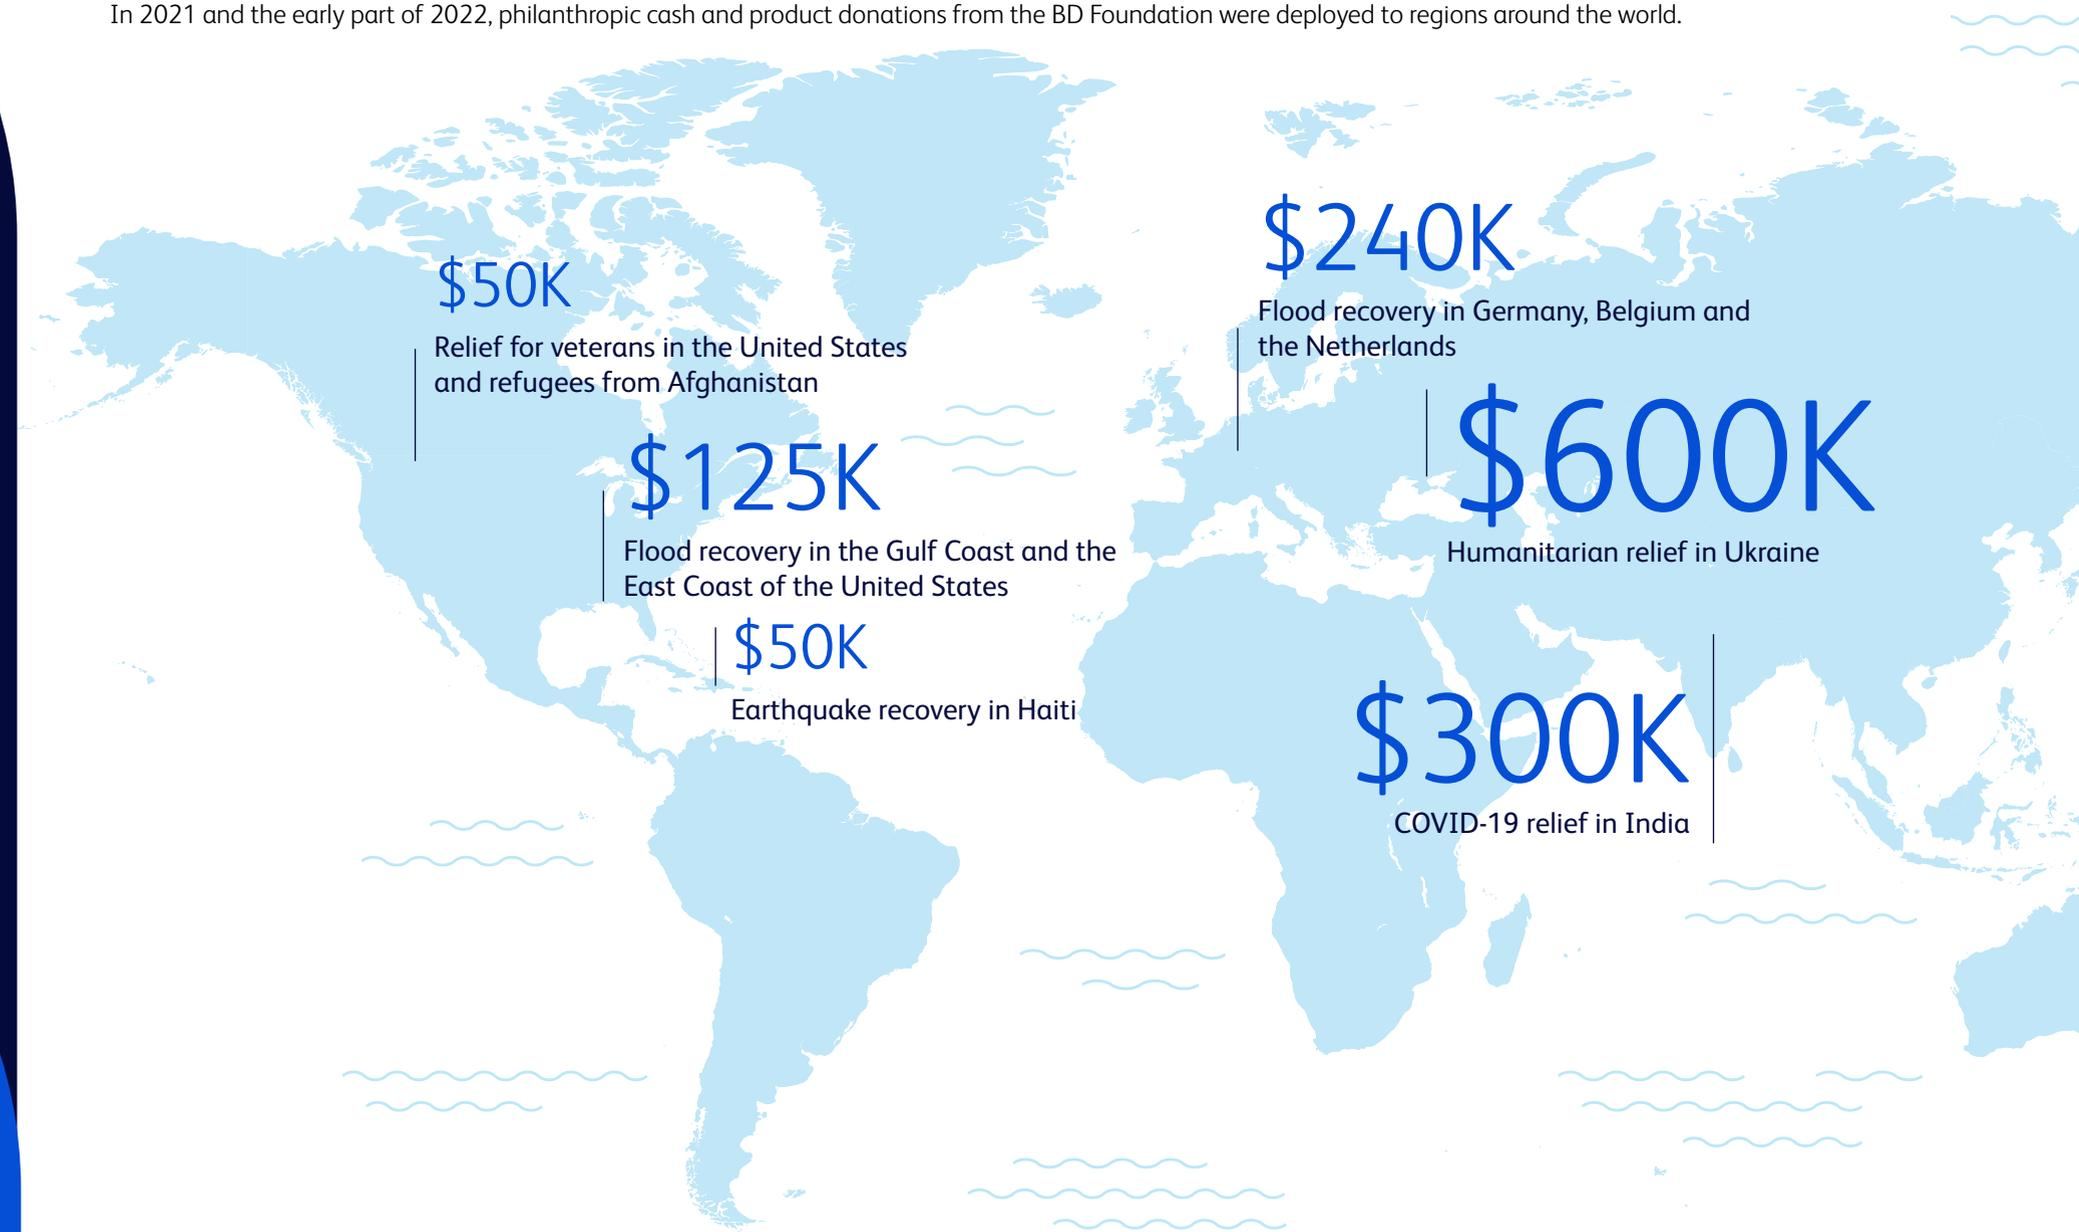 In 2021 and the early part of 2022, philanthropic cash and product donations from the BD Foundation were deployed to regions around the world.
$50K
Relief for veterans in the United States
and refugees from Afghanistan
$125K
Flood recovery in the Gulf Coast and the
East Coast of the United States
$50K
Earthquake recovery in Haiti
$240K
Flood recovery in Germany, Belgium and
the Netherlands
$600K
Humanitarian relief in Ukraine
$300K
COVID-19 relief in India